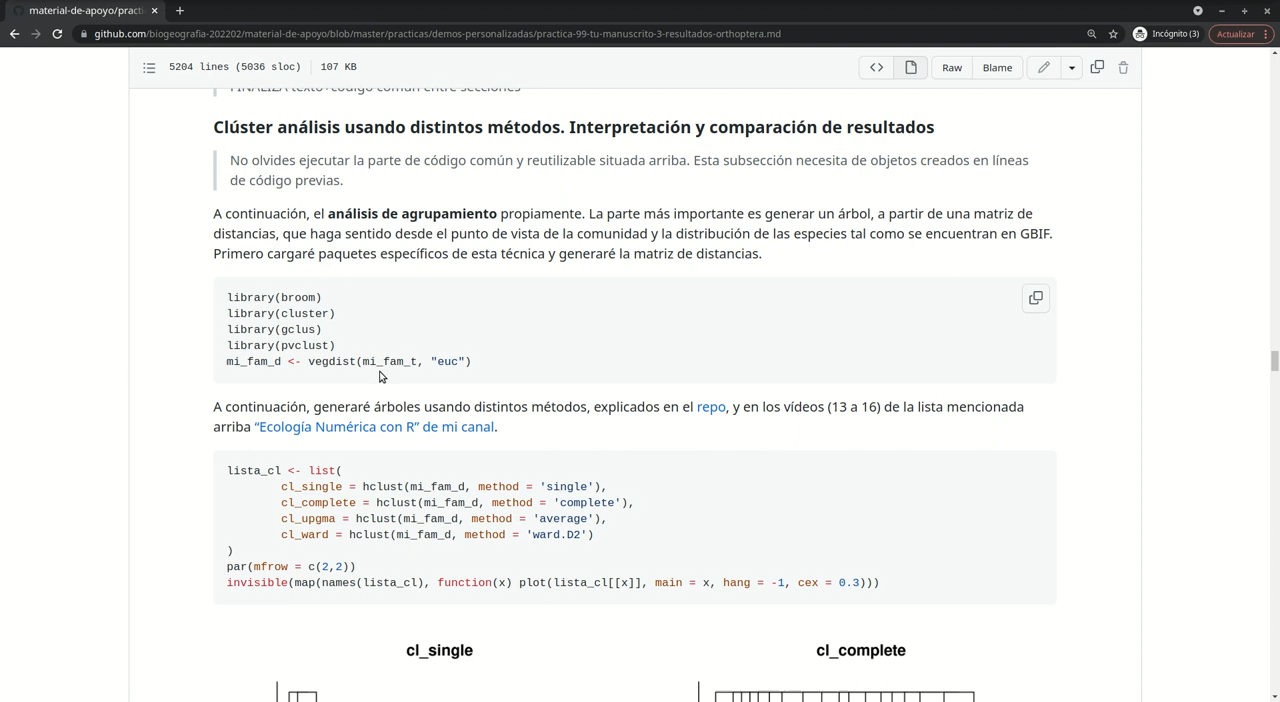 material-de-apoyo/practi
github.com/biogeografia-202202/material-de-apoyo/blob/master/practicas/demos-personalizadas/practica-99-tu-manuscrito-3-resultados-orthoptera.md
Incógnito (3)
Actualizar
5204 lines (5036 sloc) 107 KB
Raw
Blame
FINALIZA texto+código común entre secciones
Clúster análisis usando distintos métodos. Interpretación y comparación de resultados
No olvides ejecutar la parte de código común y reutilizable situada arriba. Esta subsección necesita de objetos creados en líneas
de código previas.
A continuación, el análisis de agrupamiento propiamente. La parte más importante es generar un árbol, a partir de una matriz de
distancias, que haga sentido desde el punto de vista de la comunidad y la distribución de las especies tal como se encuentran en GBIF.
Primero cargaré paquetes específicos de esta técnica y generaré la matriz de distancias.
library(broom)
library(cluster)
library(gclus)
library(pvclust)
mi_fam_d <- vegdist(mi_fam_t, "euc")
A continuación, generaré árboles usando distintos métodos, explicados en el repo, y en los vídeos (13 a 16) de la lista mencionada
arriba “Ecología Numérica con R” de mi canal.
lista_cl <- list(
cl_single = hclust(mi_fam_d, method = 'single'),
cl_complete = hclust(mi_fam_d, method = 'complete'),
cl_upgma = hclust(mi_fam_d, method = 'average'),
cl_ward = hclust(mi_fam_d, method = 'ward.D2')
)
par(mfrow = c(2,2))
invisible(map(names(lista_cl), function(x) plot(lista_cl[[x]], main = x, hang = -1, cex = 0.3)))
cl_single
cl_complete